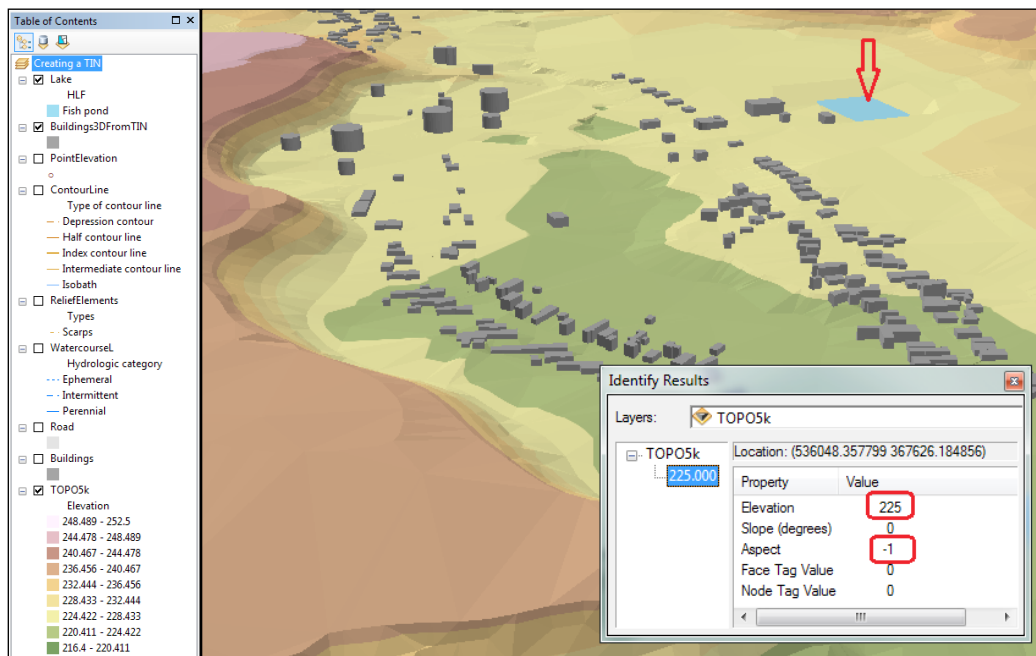 Table of Contents
Creating a TIN
Lake
HLF
Fish pond
Buildings3DFromTIN
PointElevation
ContourLine
Type of contour line
Depression contour
Half contour line
Index contour line
Intermediate contour line
Isobath
ReliefElements
Types
Scarps
WatercourseL
Hydrologic category
Ephemeral
Intermittent
Perennial
Road
Buildings
TOPO5k
Elevation
248.489 - 252.5
244.478 - 248.489
240.467 - 244.478
236.456 - 240.467
232.444 - 236.456
228.433 - 232.444
224.422 - 228.433
220.411 - 224.422
216.4 - 220.411
Identify Results
Layers: TOPO5k
TOPO5k
225.000
Location: (536048.357799 367626.184856)
Property Value
Elevation 225
Slope (degrees) 0
Aspect -1
Face Tag Value 0
Node Tag Value 0